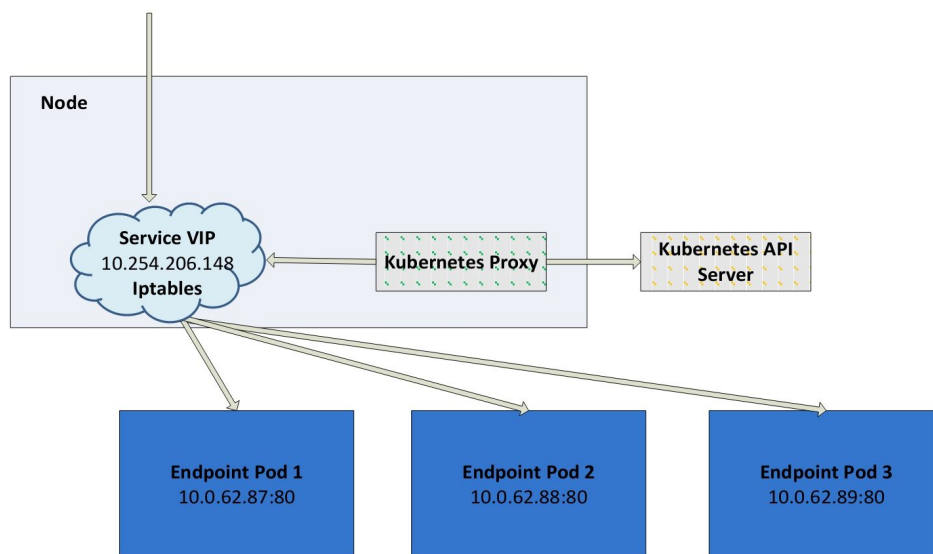 Node
Service VIP
10.254.206.148
Iptables
Kubernetes Proxy
Kubernetes API
Server
Endpoint Pod 1
10.0.62.87:80
Endpoint Pod 2
10.0.62.88:80
Endpoint Pod 3
10.0.62.89:80